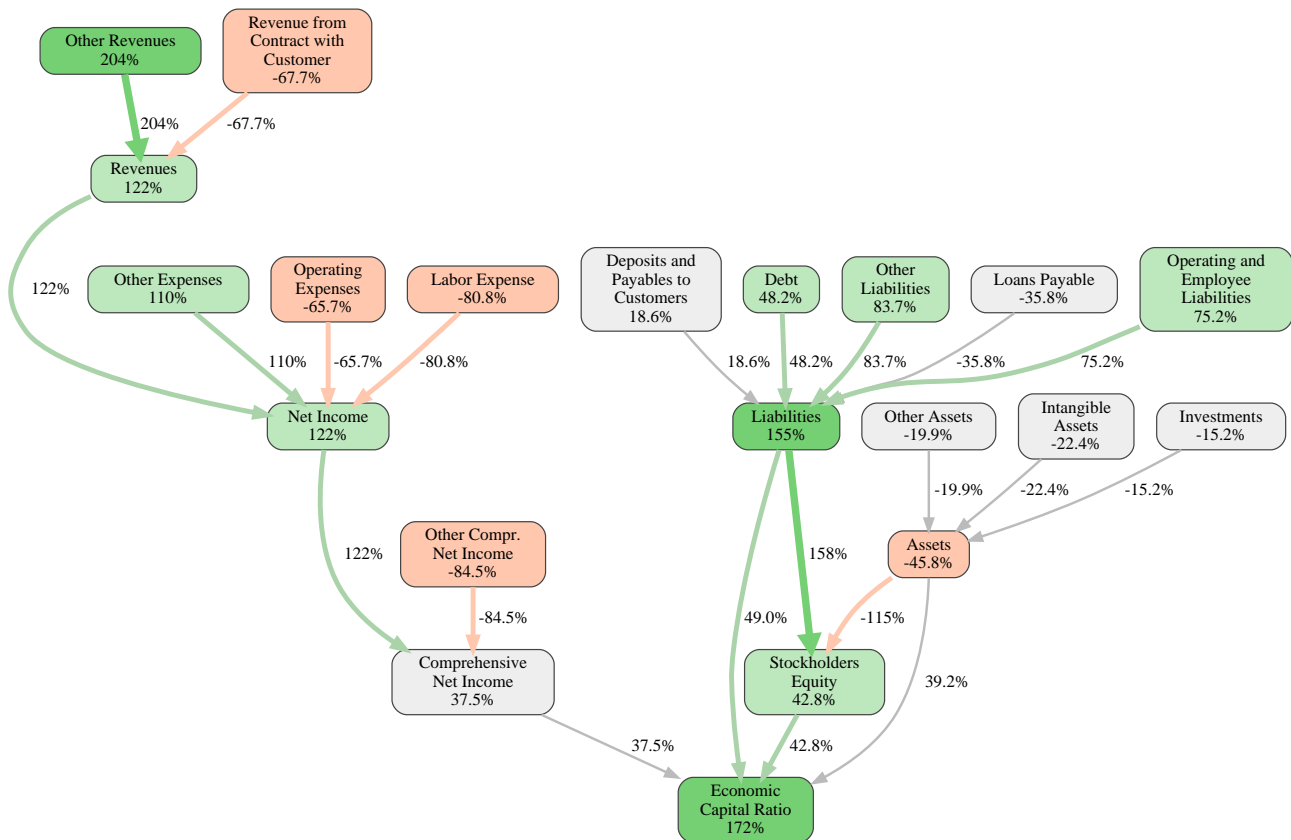 Other Revenues
204%
Revenue from
Contract with
Customer
-67.7%
204%
-67.7%
Revenues
122%
122%
Other Expenses
110%
Operating
Expenses
-65.7%
Labor Expense
-80.8%
Deposits and
Payables to
Customers
18.6%
Debt
48.2%
Other
Liabilities
83.7%
Loans Payable
-35.8%
Operating and
Employee
Liabilities
75.2%
110%
-65.7%
-80.8%
18.6%
48.2%
83.7%
-35.8%
75.2%
Net Income
122%
Liabilities
155%
Other Assets
-19.9%
Intangible
Assets
-22.4%
Investments
-15.2%
-19.9%
-22.4%
-15.2%
122%
Other Compr.
Net Income
-84.5%
158%
Assets
-45.8%
-84.5%
49.0%
-115%
Comprehensive
Net Income
37.5%
Stockholders
Equity
42.8%
39.2%
37.5%
42.8%
Economic
Capital Ratio
172%